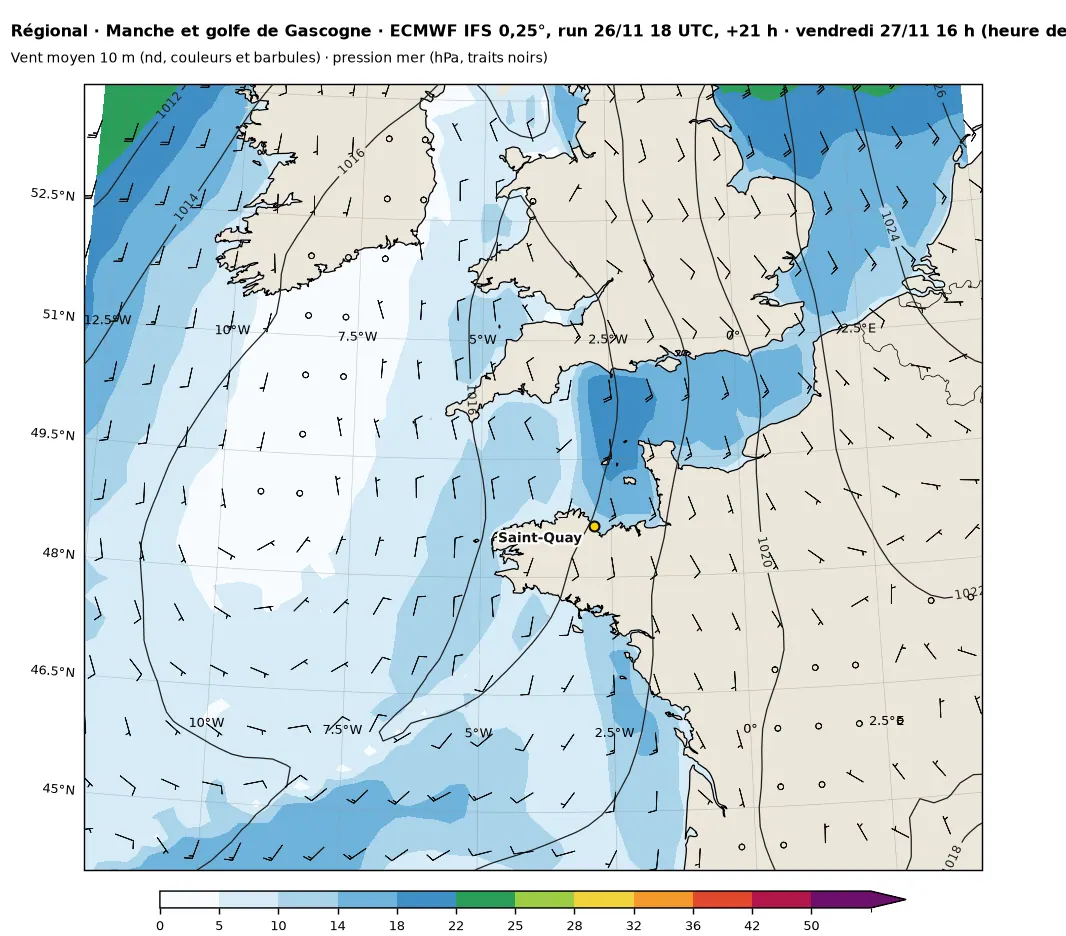 Régional · Manche et golfe de Gascogne · ECMWF IFS 0,25°, run 26/11 18 UTC, +21 h · vendredi 27/11 16 h (heure de
Vent moyen 10 m (nd, couleurs et barbules) · pression mer (hPa, traits noirs)
1012
1016
1014
1024
52.5°N
51°N
12.5°W
10°W
7.5°W
5°W
2.5°W
0°
2.5°E
1016
49.5°N
48°N
Saint-Quay
1020
1022
46.5°N
10°W
7.5°W
5°W
2.5°W
0°
2.5°E
45°N
1018
0 5 10 14 18 22 25 28 32 36 42 50